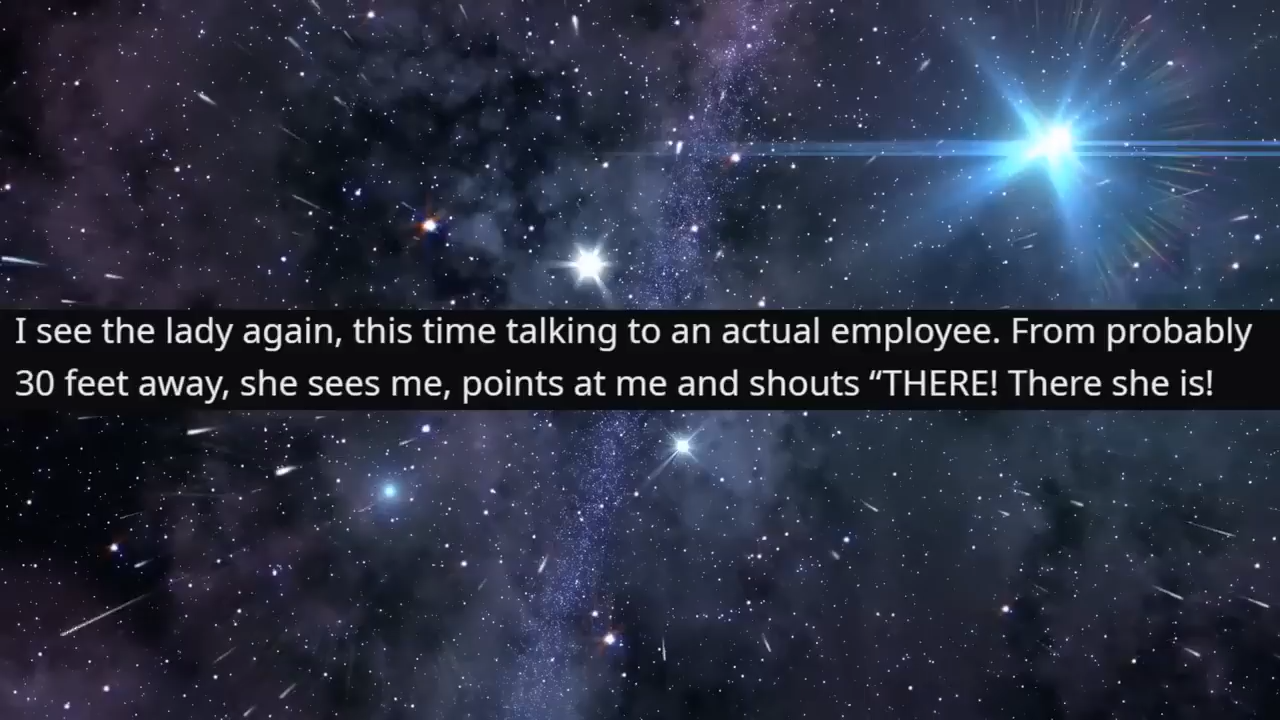 I see the lady again, this time talking to an actual employee. From probably
30 feet away, she sees me, points at me and shouts “THERE! There she is!